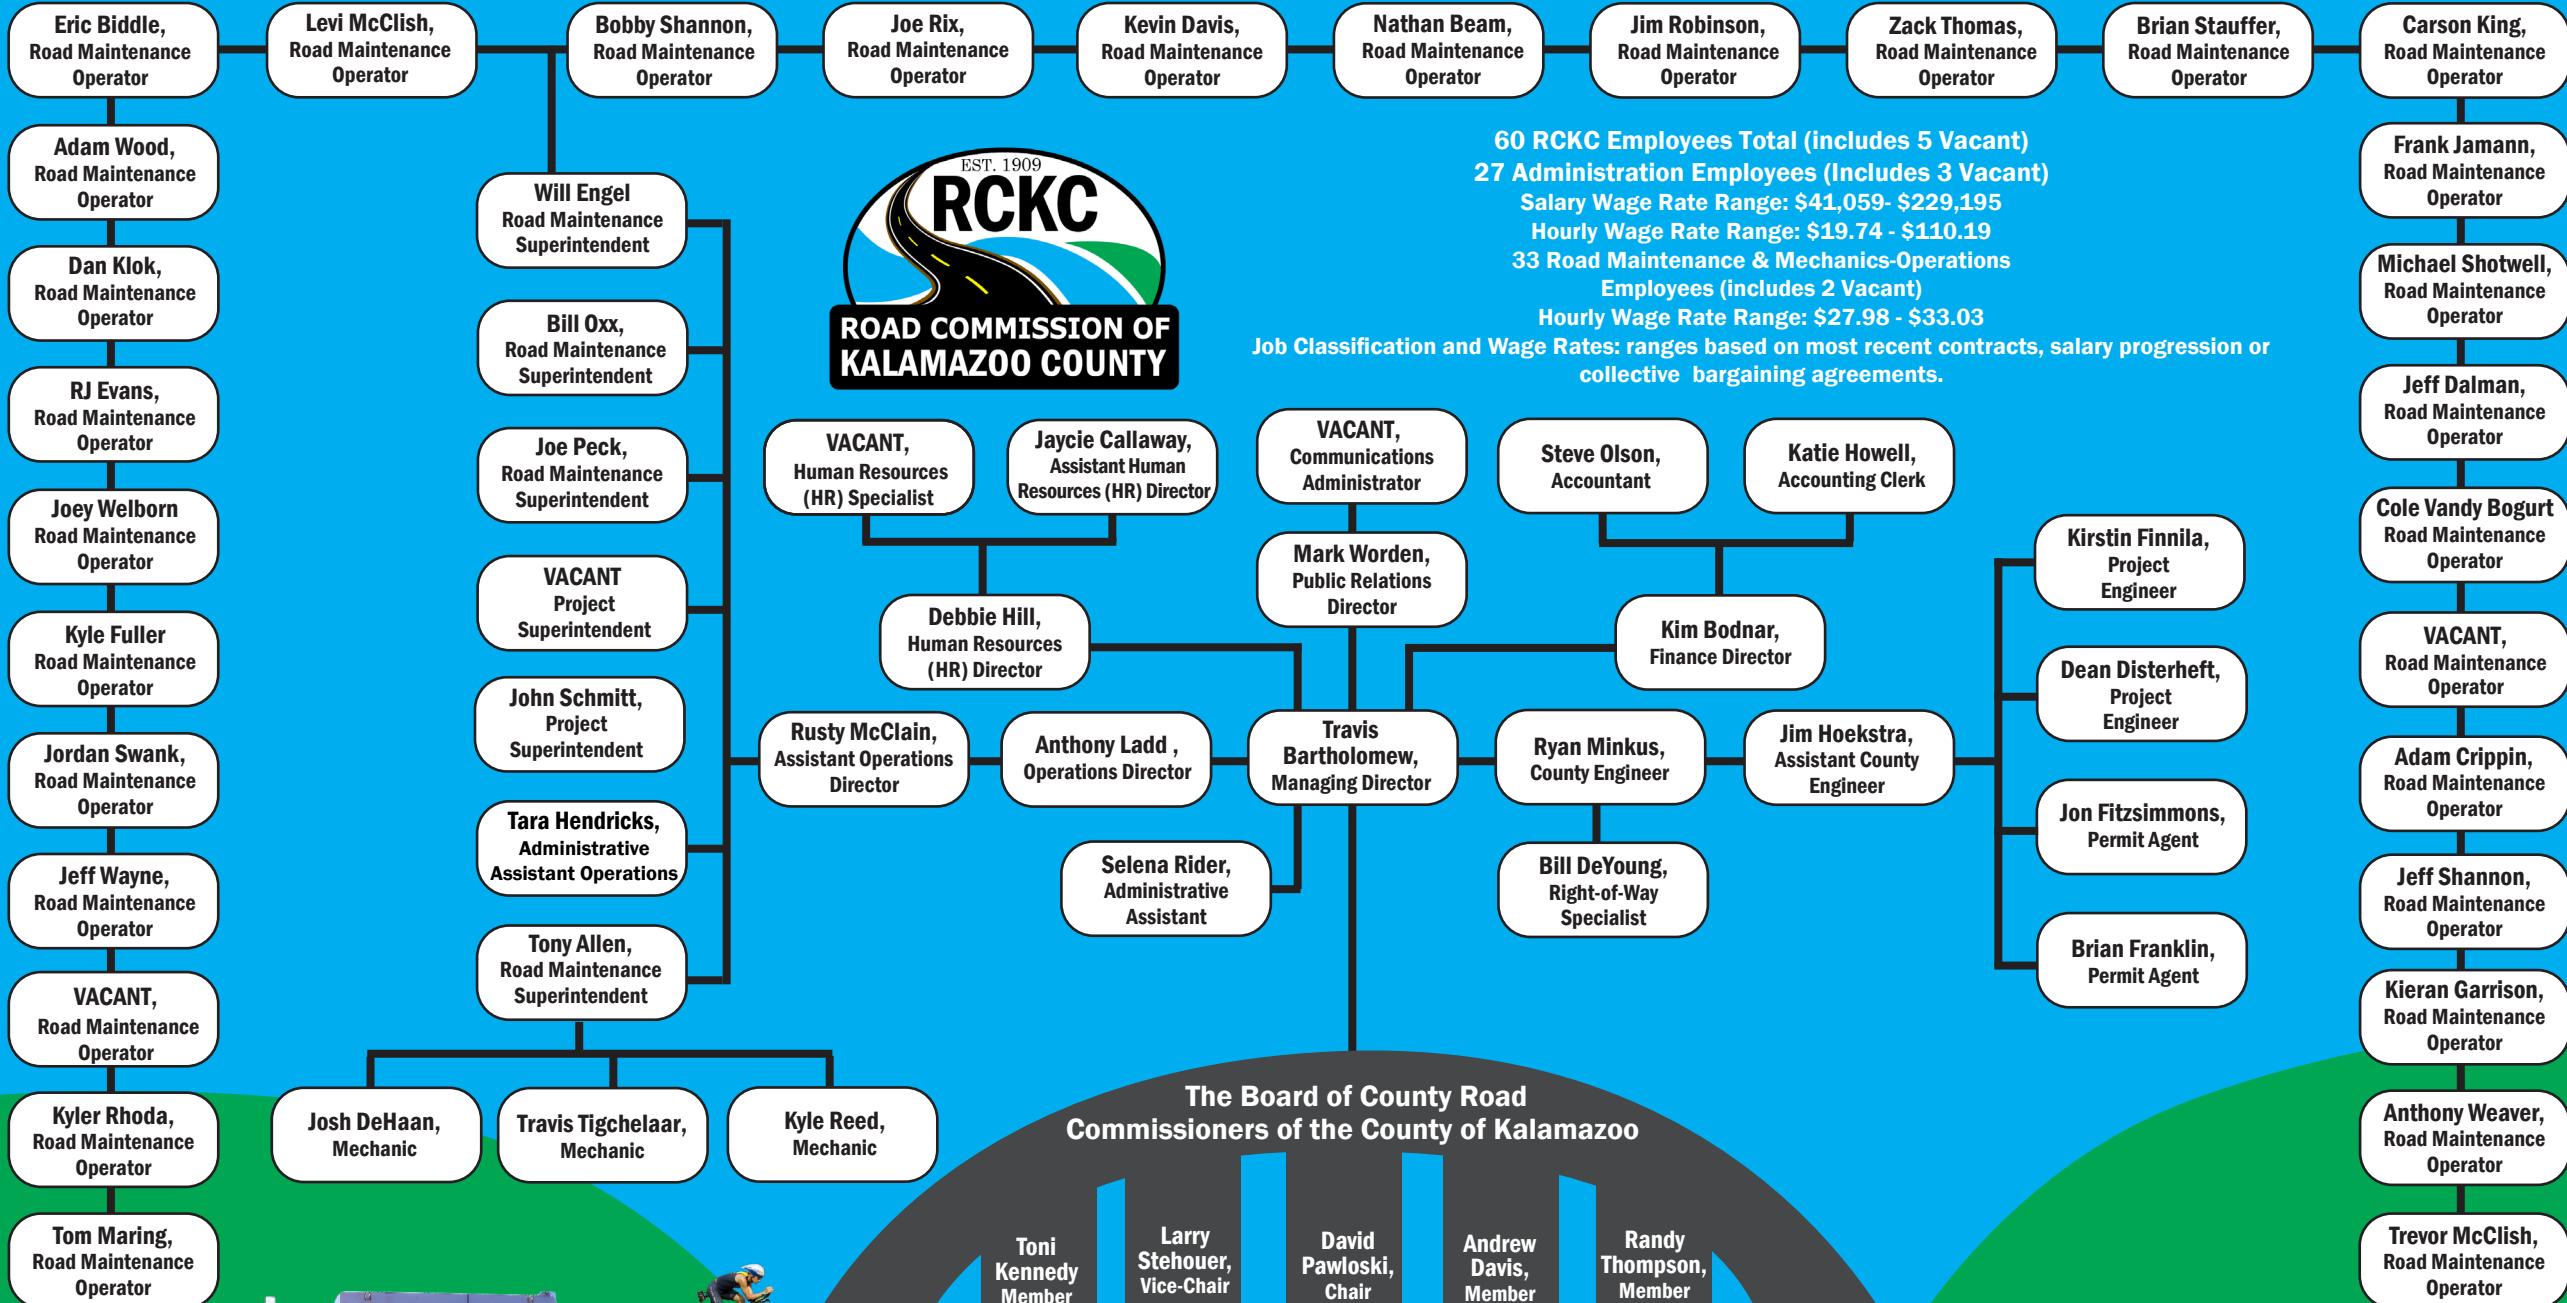 Eric Biddle,
Road Maintenance
Operator
Levi McClish,
Road Maintenance
Operator
Bobby Shannon,
Road Maintenance
Operator
Joe Rix,
Road Maintenance
Operator
Kevin Davis,
Road Maintenance
Operator
Nathan Beam,
Road Maintenance
Operator
Jim Robinson,
Road Maintenance
Operator
Zack Thomas,
Road Maintenance
Operator
Brian Stauffer,
Road Maintenance
Operator
Carson King,
Road Maintenance
Operator
Adam Wood,
Road Maintenance
Operator
Dan Klok,
Road Maintenance
Operator
RJ Evans,
Road Maintenance
Operator
Joey Welborn
Road Maintenance
Operator
Kyle Fuller
Road Maintenance
Operator
Jordan Swank,
Road Maintenance
Operator
Jeff Wayne,
Road Maintenance
Operator
VACANT,
Road Maintenance
Operator
Kyler Rhoda,
Road Maintenance
Operator
Tom Maring,
Road Maintenance
Operator
Will Engel
Road Maintenance
Superintendent
Bill Oxx,
Road Maintenance
Superintendent
Joe Peck,
Road Maintenance
Superintendent
VACANT
Project
Superintendent
John Schmitt,
Project
Superintendent
Tara Hendricks,
Administrative
Assistant Operations
Tony Allen,
Road Maintenance
Superintendent
Josh DeHaan,
Mechanic
Travis Tigchelaar,
Mechanic
Kyle Reed,
Mechanic
EST. 1909
RCKC
ROAD COMMISSION OF
KALAMAZOO COUNTY
60 RCKC Employees Total (includes 5 Vacant)
27 Administration Employees (Includes 3 Vacant)
Salary Wage Rate Range: $41,059- $229,195
Hourly Wage Rate Range: $19.74 - $110.19
33 Road Maintenance & Mechanics-Operations
Employees (includes 2 Vacant)
Hourly Wage Rate Range: $27.98 - $33.03
Job Classification and Wage Rates: ranges based on most recent contracts, salary progression or
collective bargaining agreements.
VACANT,
Human Resources
(HR) Specialist
Jaycie Callaway,
Assistant Human
Resources (HR) Director
VACANT,
Communications
Administrator
Steve Olson,
Accountant
Katie Howell,
Accounting Clerk
Debbie Hill,
Human Resources
(HR) Director
Mark Worden,
Public Relations
Director
Kim Bodnar,
Finance Director
Rusty McClain,
Assistant Operations
Director
Anthony Ladd ,
Operations Director
Travis
Bartholomew,
Managing Director
Ryan Minkus,
County Engineer
Jim Hoekstra,
Assistant County
Engineer
Selena Rider,
Administrative
Assistant
Bill DeYoung,
Right-of-Way
Specialist
Kirstin Finnila,
Project
Engineer
Dean Disterheft,
Project
Engineer
Jon Fitzsimmons,
Permit Agent
Brian Franklin,
Permit Agent
Frank Jamann,
Road Maintenance
Operator
Michael Shotwell,
Road Maintenance
Operator
Jeff Dalman,
Road Maintenance
Operator
Cole Vandy Bogurt
Road Maintenance
Operator
VACANT,
Road Maintenance
Operator
Adam Crippin,
Road Maintenance
Operator
Jeff Shannon,
Road Maintenance
Operator
Kieran Garrison,
Road Maintenance
Operator
Anthony Weaver,
Road Maintenance
Operator
Trevor McClish,
Road Maintenance
Operator
The Board of County Road
Commissioners of the County of Kalamazoo
Toni
Kennedy
Member
Larry
Stehouer,
Vice-Chair
David
Pawloski,
Chair
Andrew
Davis,
Member
Randy
Thompson,
Member